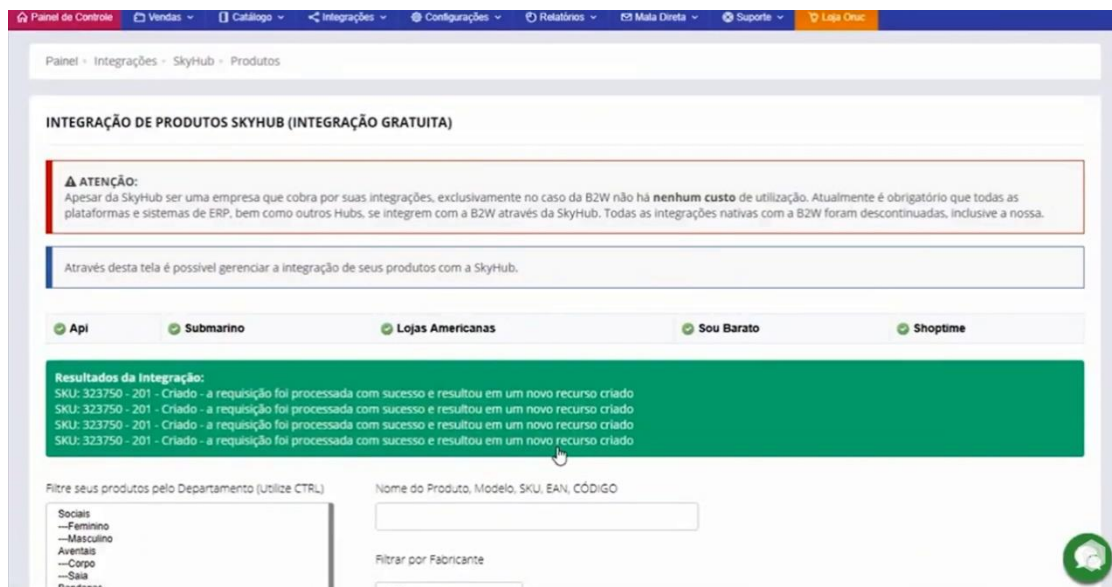 Painel de Controle Vendas Catálogo Integrações Configurações Relatórios Mala Direta Suporte Loja Oruc
Painel - Integrações - SkyHub - Produtos
INTEGRAÇÃO DE PRODUTOS SKYHUB (INTEGRAÇÃO GRATUITA)
ATENÇÃO:
Apesar da SkyHub ser uma empresa que cobra por suas integrações, exclusivamente no caso da B2W não há nenhum custo de utilização. Atualmente é obrigatório que todas as
plataformas e sistemas de ERP, bem como outros Hubs, se integrem com a B2W através da SkyHub. Todas as integrações nativas com a B2W foram descontinuadas, inclusive a nossa.
Através desta tela é possível gerenciar a integração de seus produtos com a SkyHub.
Api Submarino Lojas Americanas Sou Barato Shoptime
Resultados da Integração:
SKU: 323750 - 201 - Criado - a requisição foi processada com sucesso e resultou em um novo recurso criado
SKU: 323750 - 201 - Criado - a requisição foi processada com sucesso e resultou em um novo recurso criado
SKU: 323750 - 201 - Criado - a requisição foi processada com sucesso e resultou em um novo recurso criado
SKU: 323750 - 201 - Criado - a requisição foi processada com sucesso e resultou em um novo recurso criado
Filtre seus produtos pelo Departamento (Utilize CTRL) Nome do Produto, Modelo, SKU, EAN, CÓDIGO
Sociais
---Feminino
---Masculino
Aventais
---Corpo
---Saia
Filtrar por Fabricante